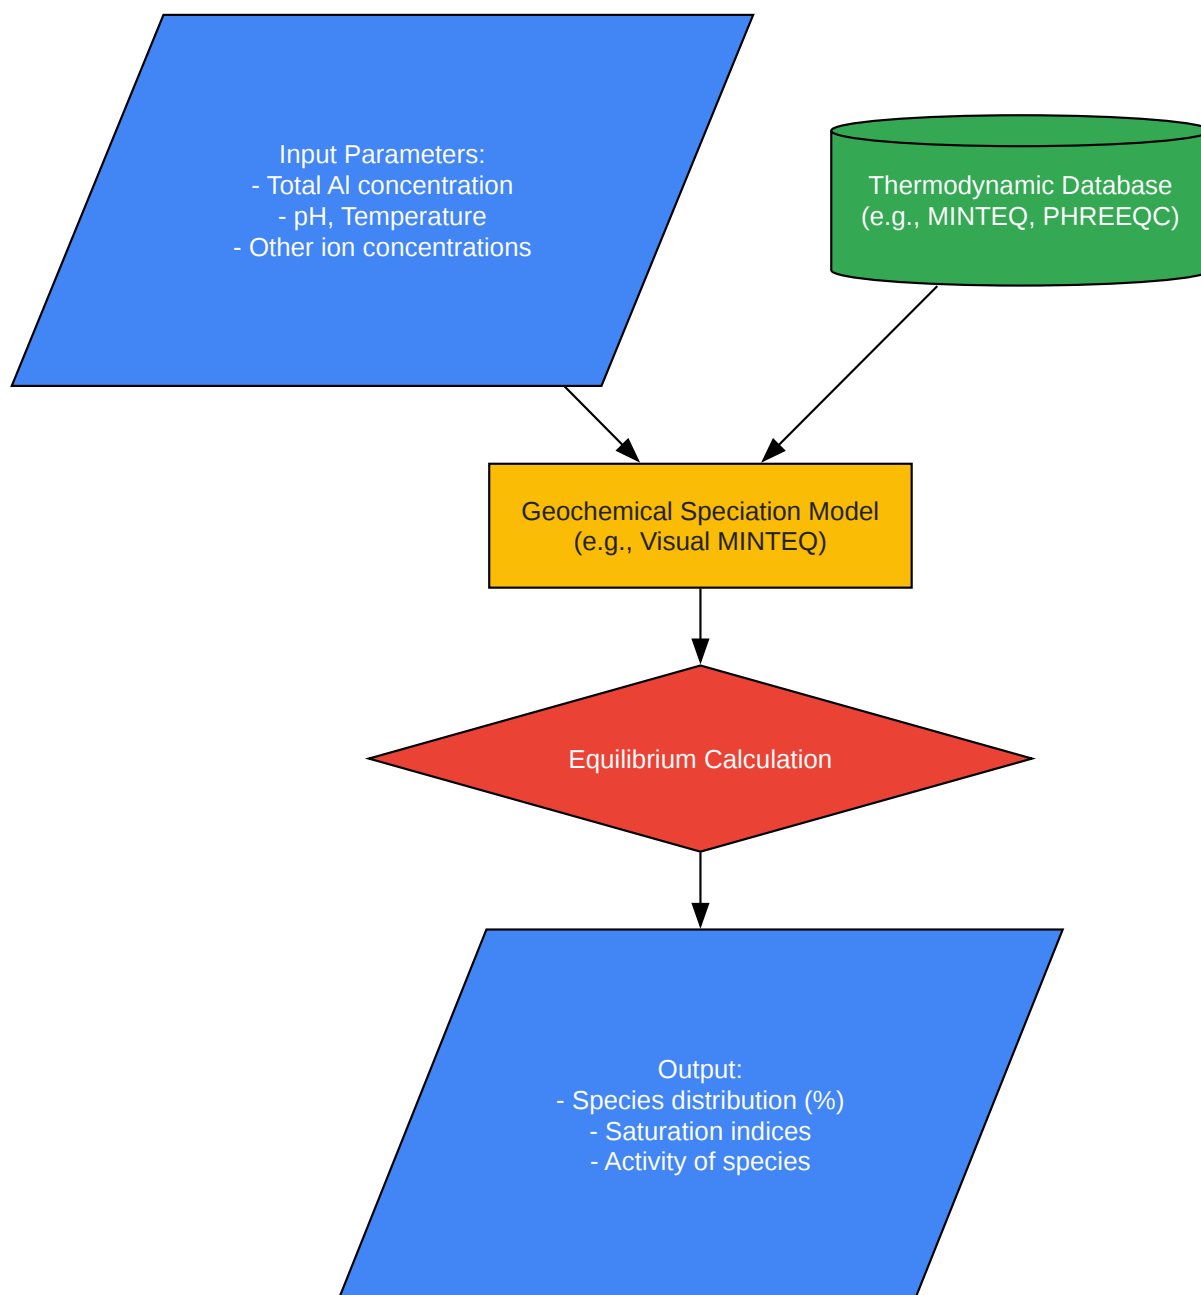 Input Parameters:
- Total Al concentration
- pH, Temperature
- Other ion concentrations
Thermodynamic Database
(e.g., MINTEQ, PHREEQC)
Geochemical Speciation Model
(e.g., Visual MINTEQ)
Equilibrium Calculation
Output:
- Species distribution (%)
- Saturation indices
- Activity of species